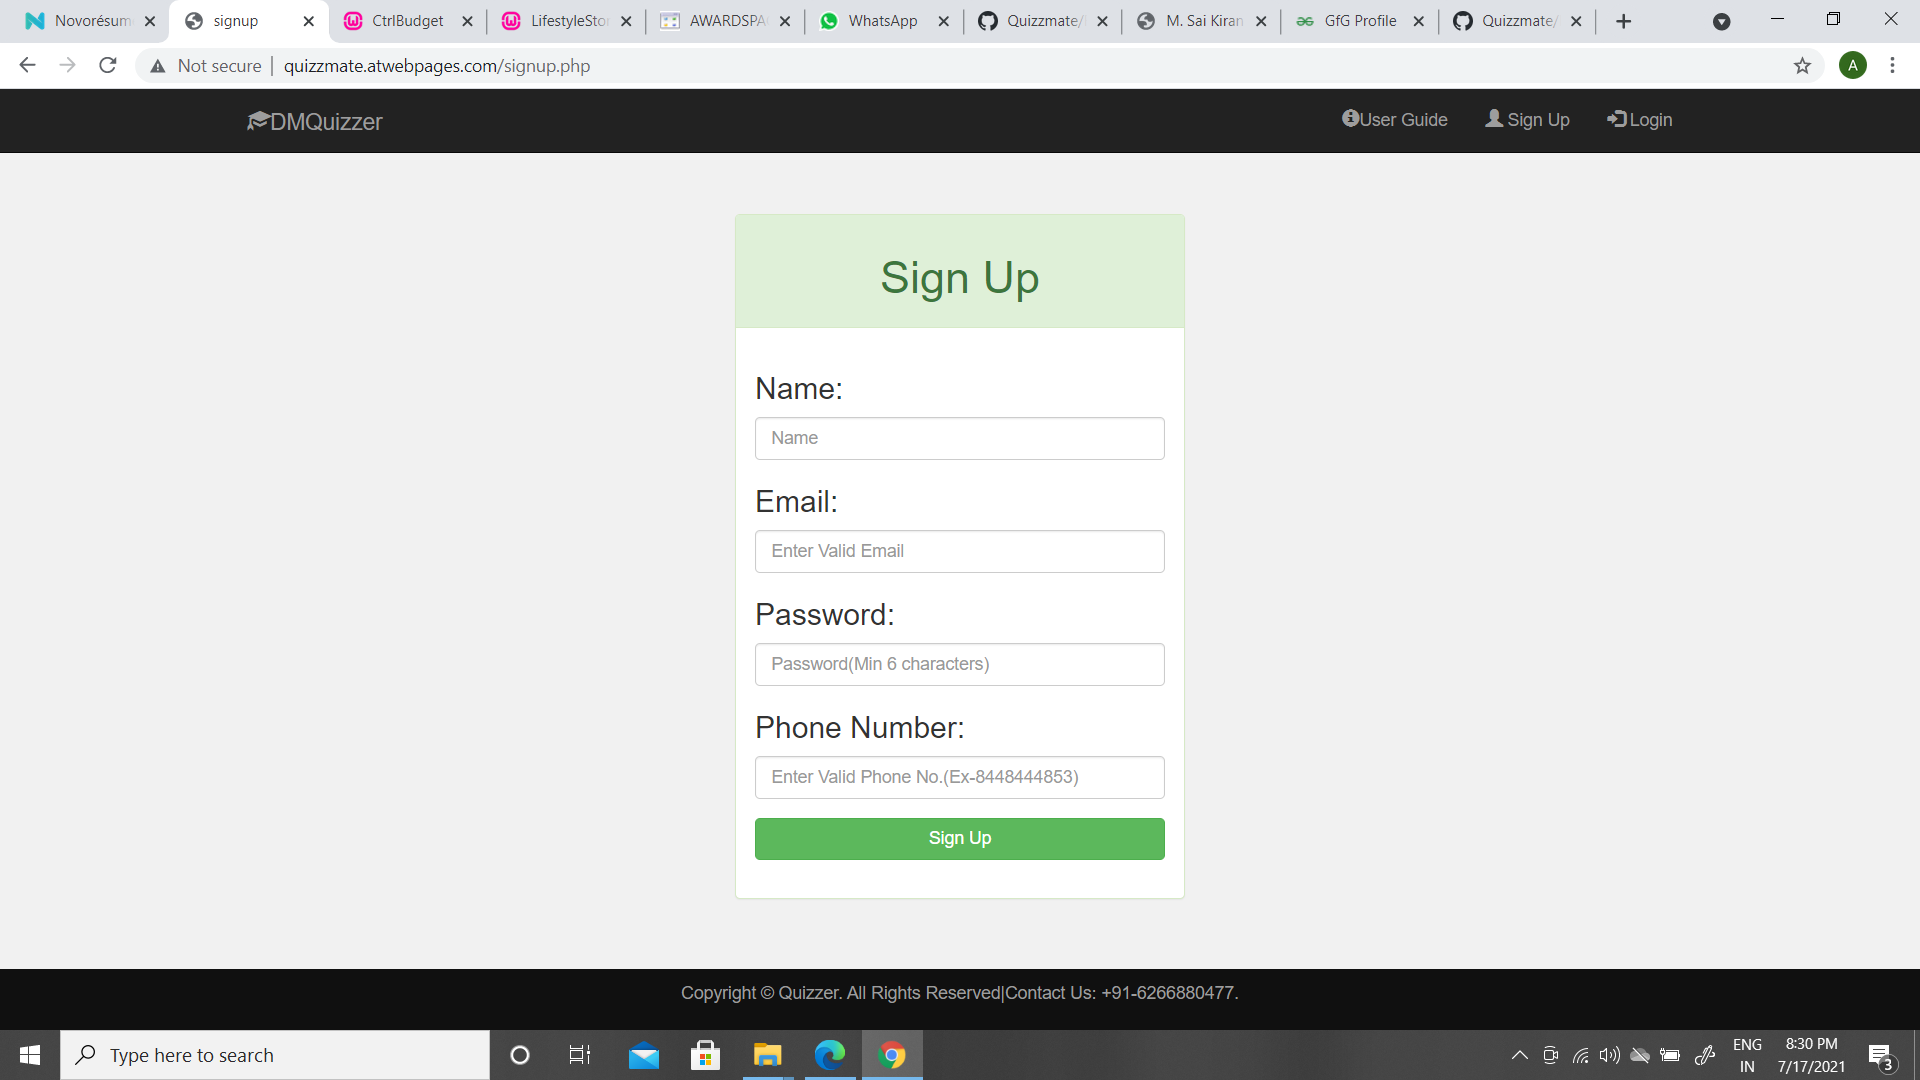 Novorésum
signup
CtrlBudget
LifestyleStor
AWARDSPA
WhatsApp
Quizzmate/
M. Sai Kiran
GfG Profile
Quizzmate/
Not secure
quizzmate.atwebpages.com/signup.php
A
DMQuizzer
User Guide
Sign Up
Login
Sign Up
Name:
Name
Email:
Enter Valid Email
Password:
Password(Min 6 characters)
Phone Number:
Enter Valid Phone No.(Ex-8448444853)
Sign Up
Copyright © Quizzer. All Rights Reserved|Contact Us: +91-6266880477.
Type here to search
ENG
IN
8:30 PM
7/17/2021
3